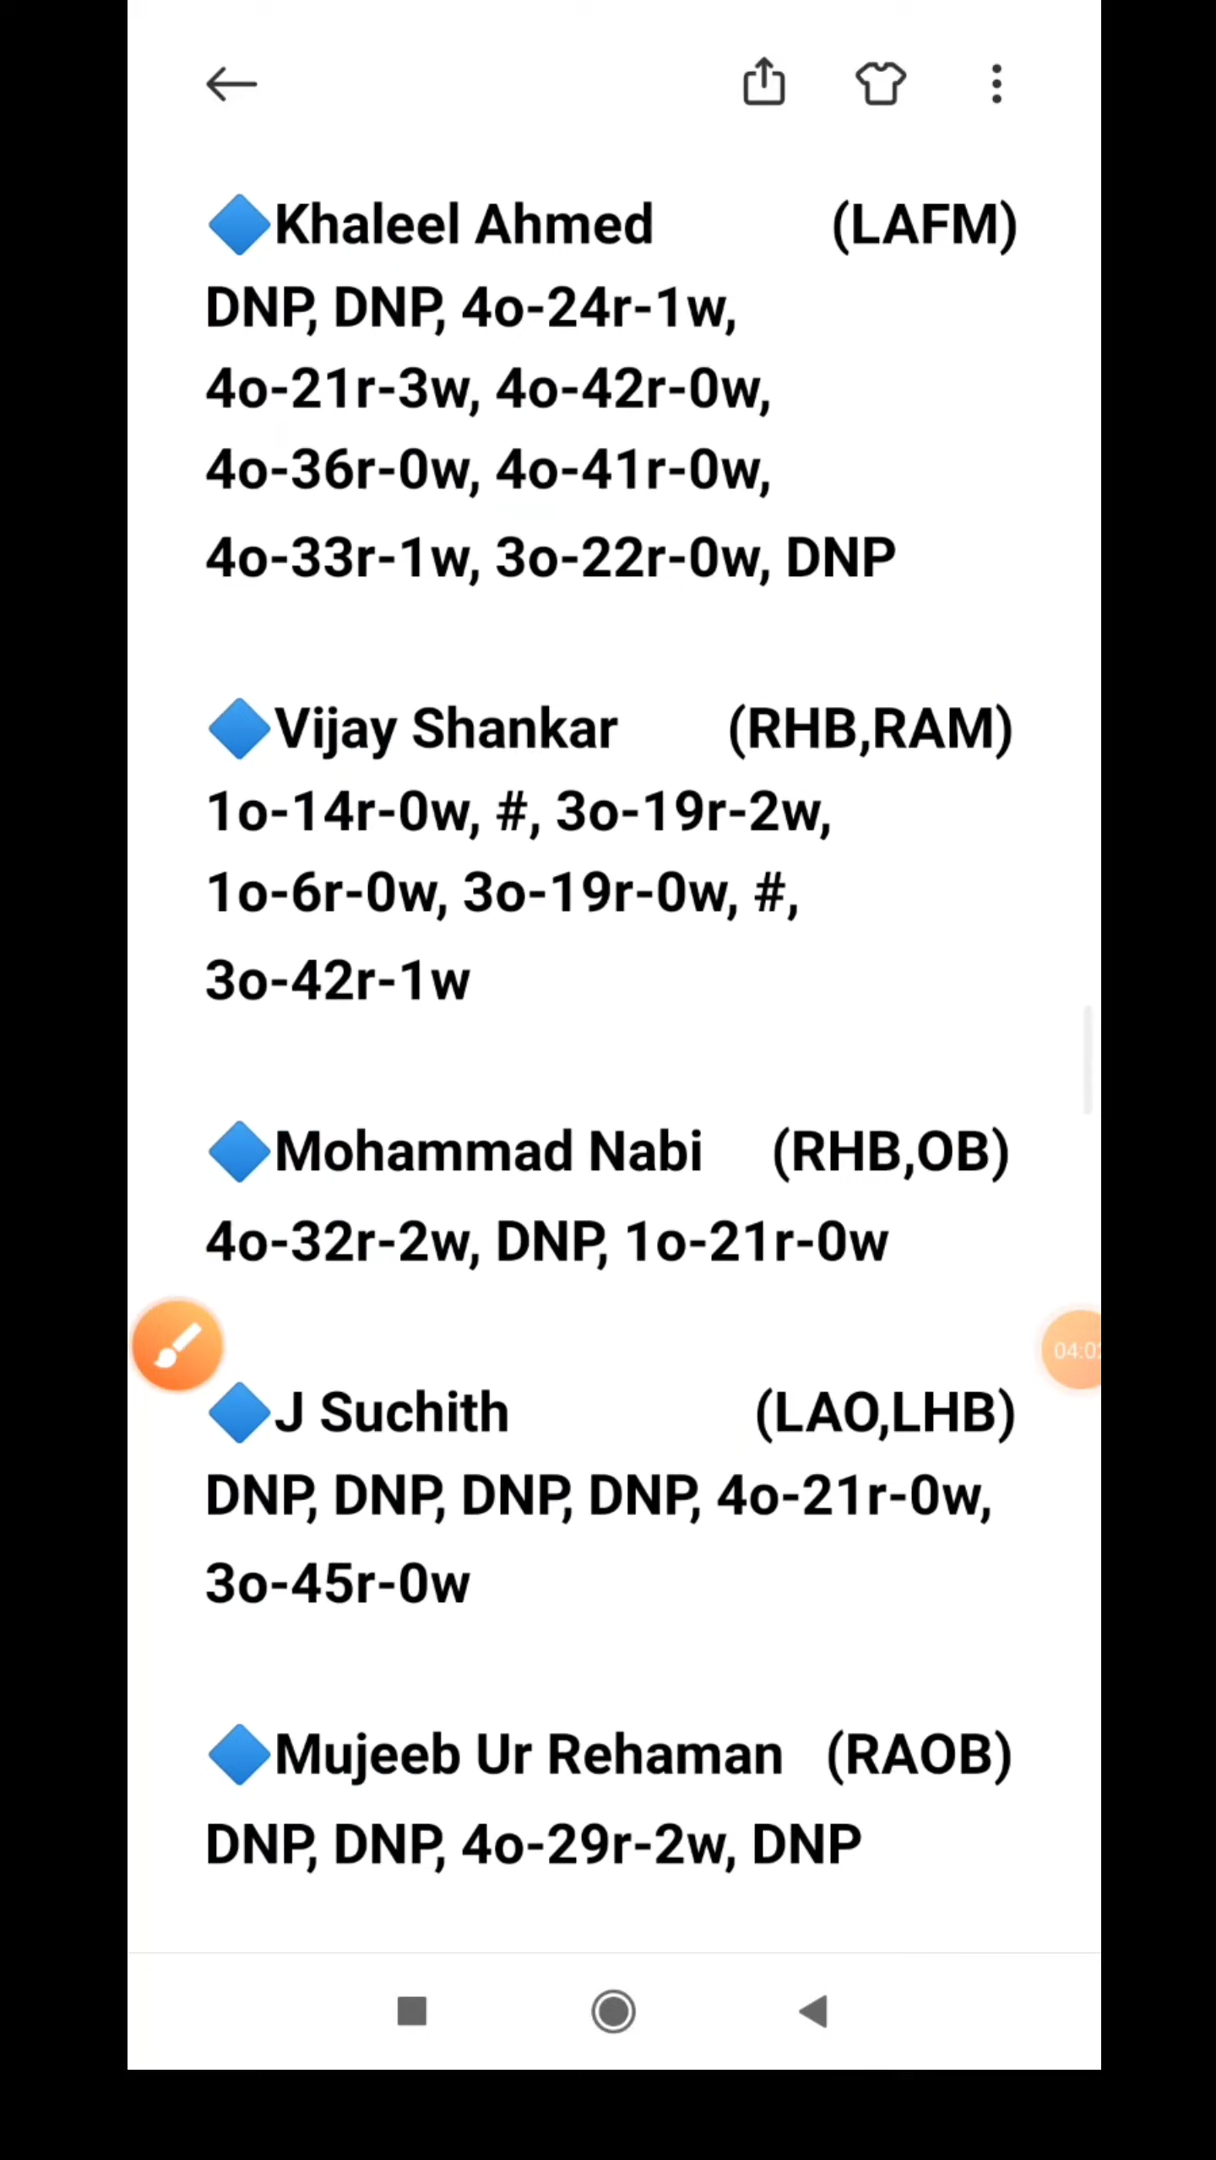 🔷Khaleel Ahmed (LAFM)
DNP, DNP, 4o-24r-1w,
4o-21r-3w, 4o-42r-0w,
4o-36r-0w, 4o-41r-0w,
4o-33r-1w, 3o-22r-0w, DNP
🔷Vijay Shankar (RHB,RAM)
1o-14r-0w, #, 3o-19r-2w,
1o-6r-0w, 3o-19r-0w, #,
3o-42r-1w
🔷Mohammad Nabi (RHB,OB)
4o-32r-2w, DNP, 1o-21r-0w
🔷J Suchith (LAO,LHB)
DNP, DNP, DNP, DNP, 4o-21r-0w,
3o-45r-0w
🔷Mujeeb Ur Rehaman (RAOB)
DNP, DNP, 4o-29r-2w, DNP